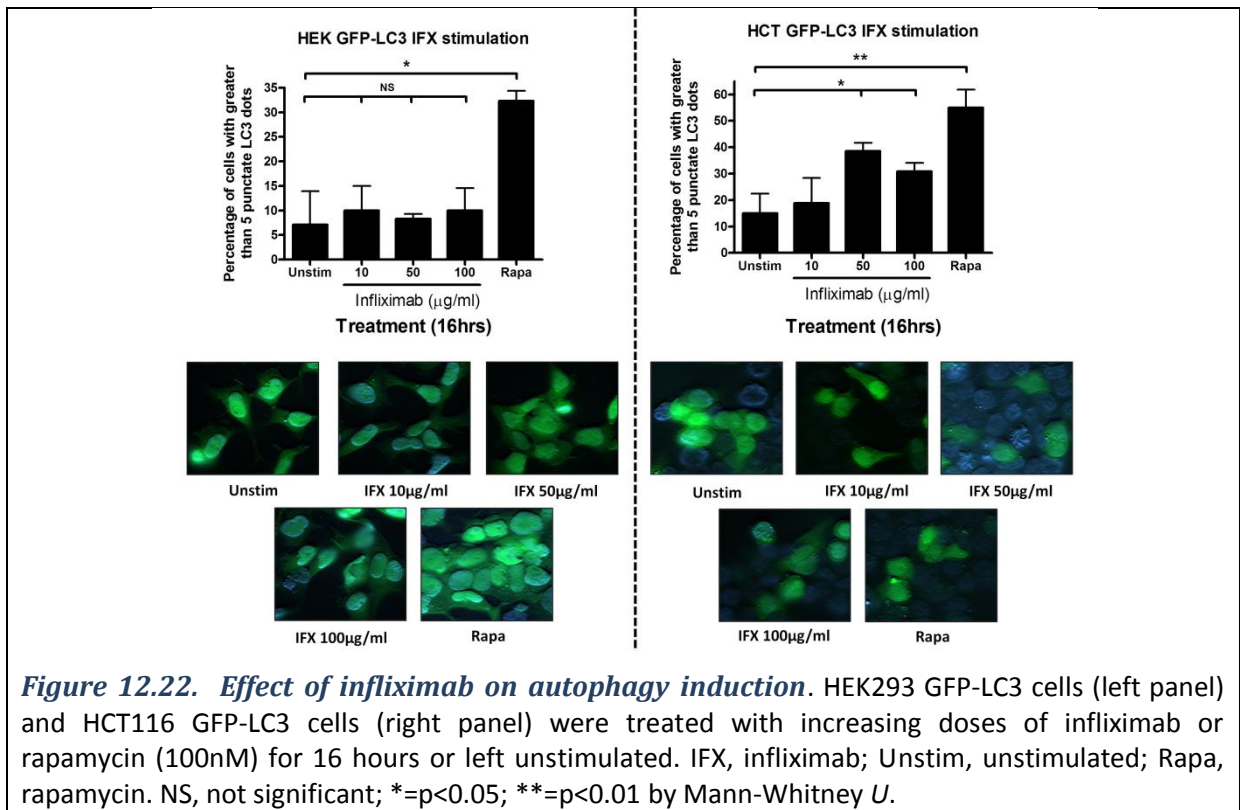 HEK GFP-LC3 IFX stimulation
*
NS
Percentage of cells with greater
than 5 punctate LC3 dots
35
30
25
20
15
10
5
0
Unstim 10 50 100 Rapa
Infliximab (μg/ml)
Treatment (16hrs)
Unstim IFX 10μg/ml IFX 50μg/ml
IFX 100μg/ml Rapa
HCT GFP-LC3 IFX stimulation
**
*
Percentage of cells with greater
than 5 punctate LC3 dots
60
50
40
30
20
10
0
Unstim 10 50 100 Rapa
Infliximab (μg/ml)
Treatment (16hrs)
Unstim IFX 10μg/ml IFX 50μg/ml
IFX 100μg/ml Rapa
Figure 12.22. Effect of infliximab on autophagy induction. HEK293 GFP-LC3 cells (left panel)
and HCT116 GFP-LC3 cells (right panel) were treated with increasing doses of infliximab or
rapamycin (100nM) for 16 hours or left unstimulated. IFX, infliximab; Unstim, unstimulated; Rapa,
rapamycin. NS, not significant; *=p<0.05; **=p<0.01 by Mann-Whitney U.